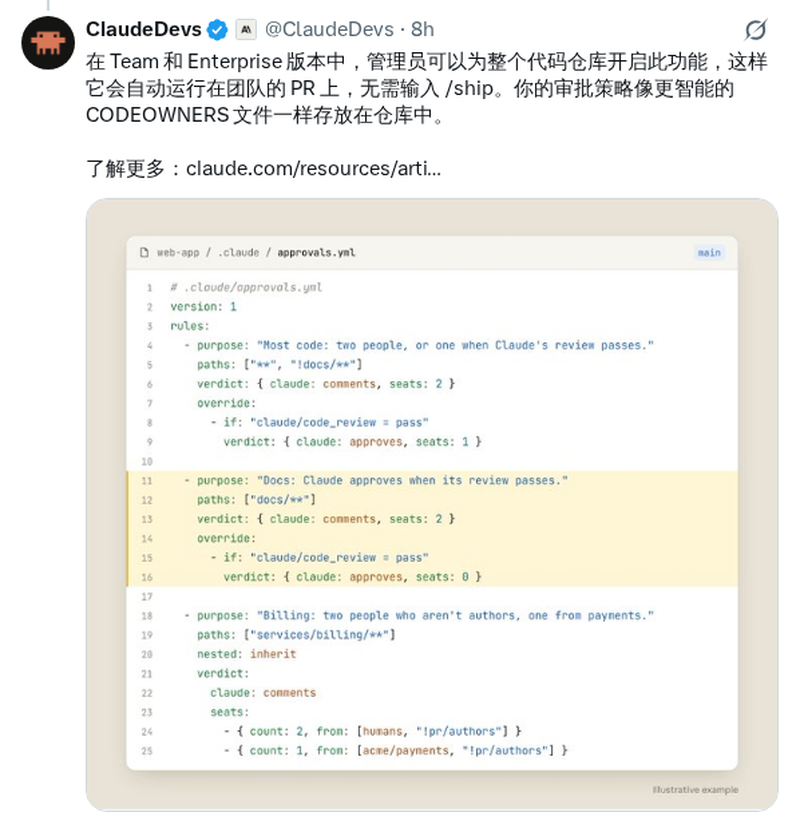 ClaudeDevs @ClaudeDevs · 8h
在 Team 和 Enterprise 版本中，管理员可以为整个代码仓库开启此功能，这样
它会自动运行在团队的 PR 上，无需输入 /ship。你的审批策略像更智能的
CODEOWNERS 文件一样存放在仓库中。
了解更多：claude.com/resources/arti...
web-app / .claude / approvals.yml main
1 # .claude/approvals.yml
2 version: 1
3 rules:
4 - purpose: "Most code: two people, or one when Claude's review passes."
5 paths: ["**", "!docs/**"]
6 verdict: { claude: comments, seats: 2 }
7 override:
8 - if: "claude/code_review = pass"
9 verdict: { claude: approves, seats: 1 }
10
11 - purpose: "Docs: Claude approves when its review passes."
12 paths: ["docs/**"]
13 verdict: { claude: comments, seats: 2 }
14 override:
15 - if: "claude/code_review = pass"
16 verdict: { claude: approves, seats: 0 }
17
18 - purpose: "Billing: two people who aren't authors, one from payments."
19 paths: ["services/billing/**"]
20 nested: inherit
21 verdict:
22 claude: comments
23 seats:
24 - { count: 2, from: [humans, "!pr/authors"] }
25 - { count: 1, from: [acme/payments, "!pr/authors"] }
Illustrative example